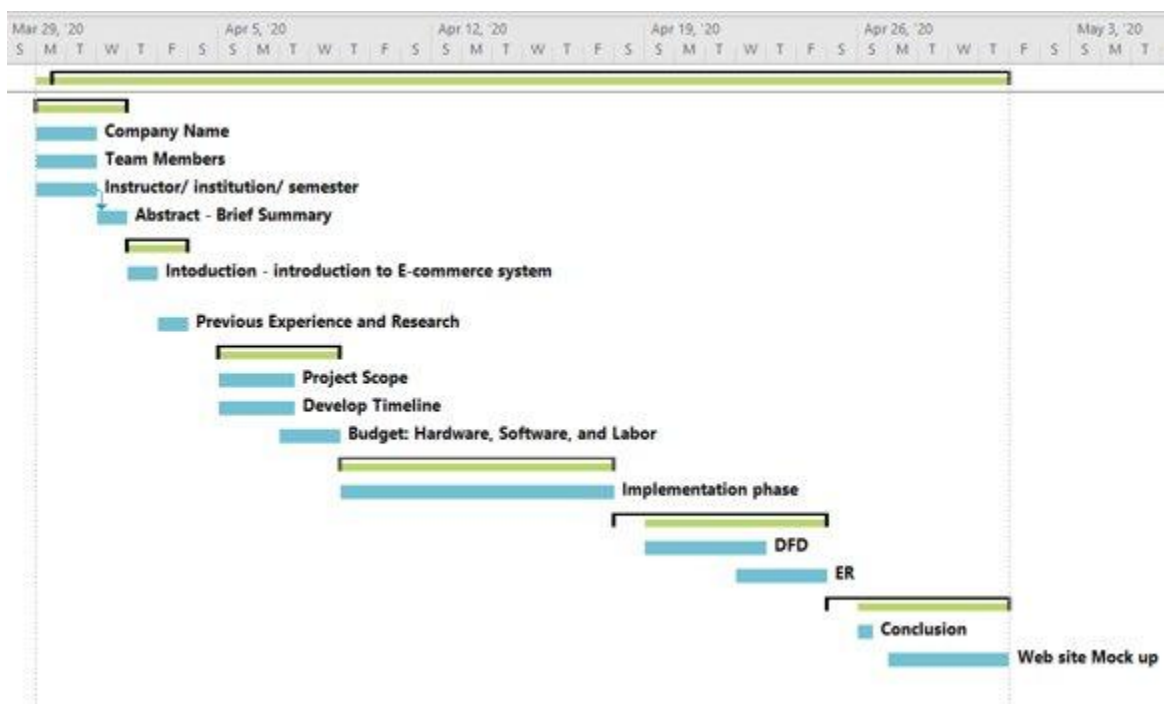 Mar 29, '20 Apr 5, '20 Apr 12, '20 Apr 19, '20 Apr 26, '20 May 3, '20
S M T W T F S S M T W T F S S M T W T F S S M T W T F S S M T W T F S S M T
Company Name
Team Members
Instructor/ institution/ semester
Abstract - Brief Summary
Intoduction - introduction to E-commerce system
Previous Experience and Research
Project Scope
Develop Timeline
Budget: Hardware, Software, and Labor
Implementation phase
DFD
ER
Conclusion
Web site Mock up